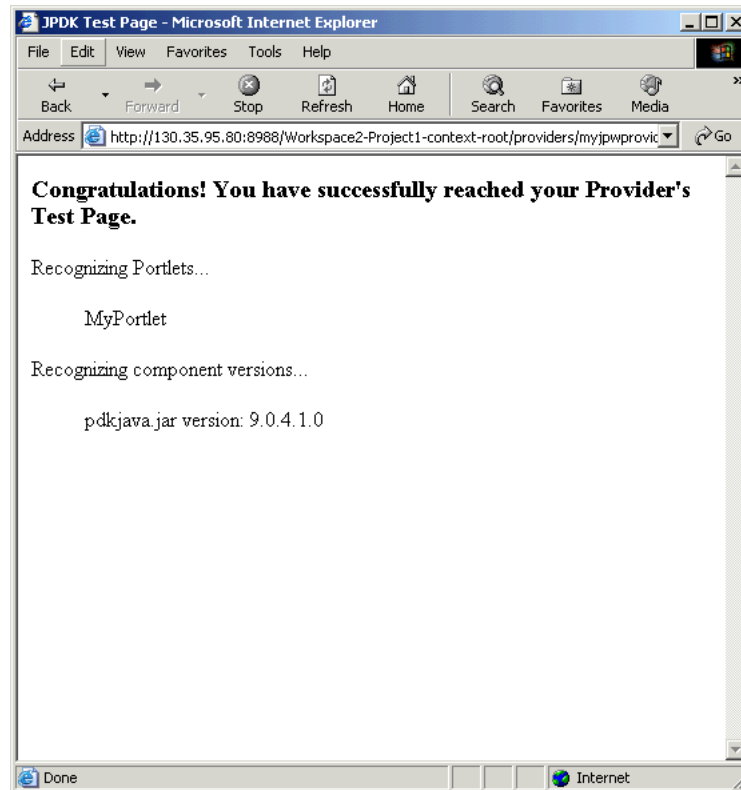 JPDK Test Page - Microsoft Internet Explorer
File Edit View Favorites Tools Help
Back Forward Stop Refresh Home Search Favorites Media »
Address http://130.35.95.80:8988/Workspace2-Project1-context-root/providers/myjpwprovic Go
Congratulations! You have successfully reached your Provider's
Test Page.
Recognizing Portlets...
MyPortlet
Recognizing component versions...
pdkjava.jar version: 9.0.4.1.0
Done Internet